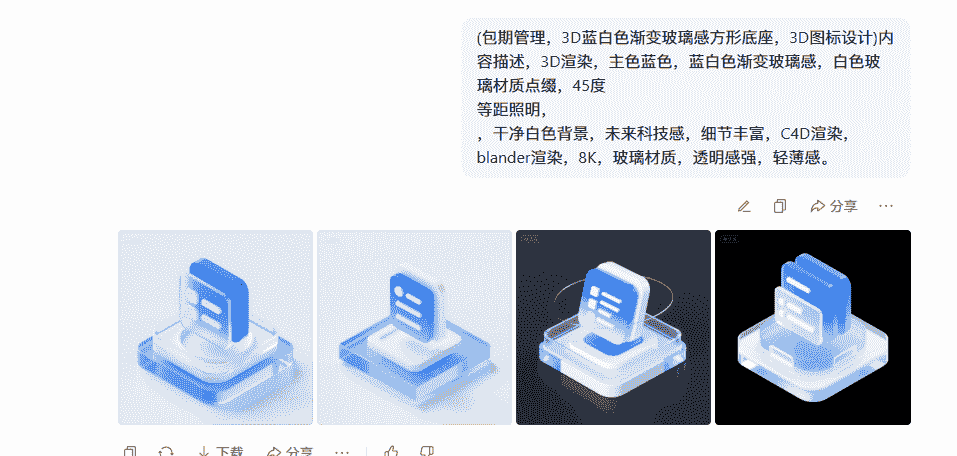 (包期管理，3D蓝白色渐变玻璃感方形底座，3D图标设计)内
容描述，3D渲染，主色蓝色，蓝白色渐变玻璃感，白色玻
璃材质点缀，45度
等距照明，
，干净白色背景，未来科技感，细节丰富，C4D渲染，
blander渲染，8K，玻璃材质，透明感强，轻薄感。
分享
下载 分享